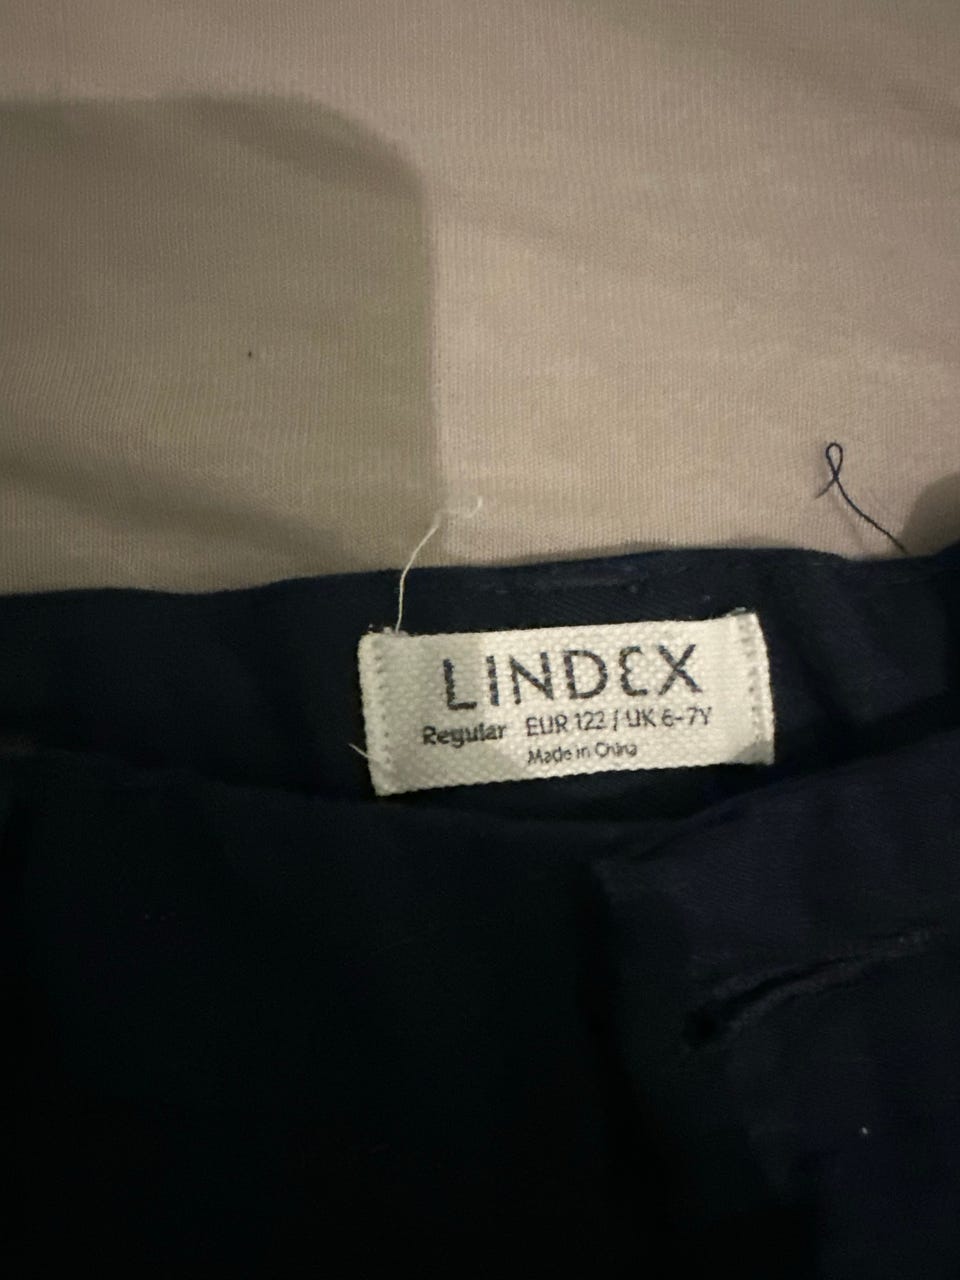 LINDEX
Regular EUR 122 / UK 6-7Y
Made in China